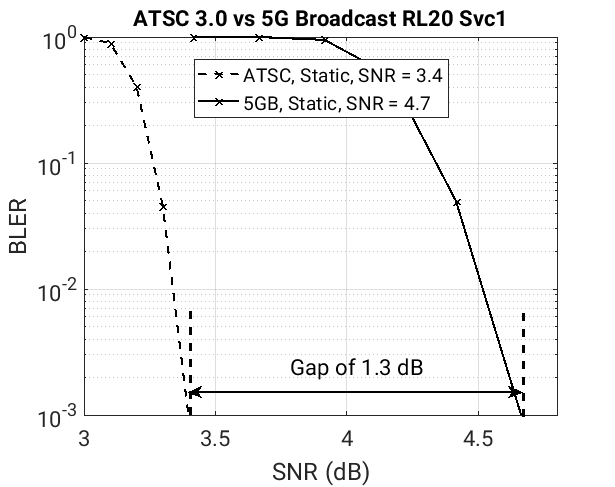 ATSC 3.0 vs 5G Broadcast RL20 Svc1
10^0
ATSC, Static, SNR = 3.4
5GB, Static, SNR = 4.7
10^-1
BLER
10^-2
Gap of 1.3 dB
10^-3
3 3.5 4 4.5
SNR (dB)